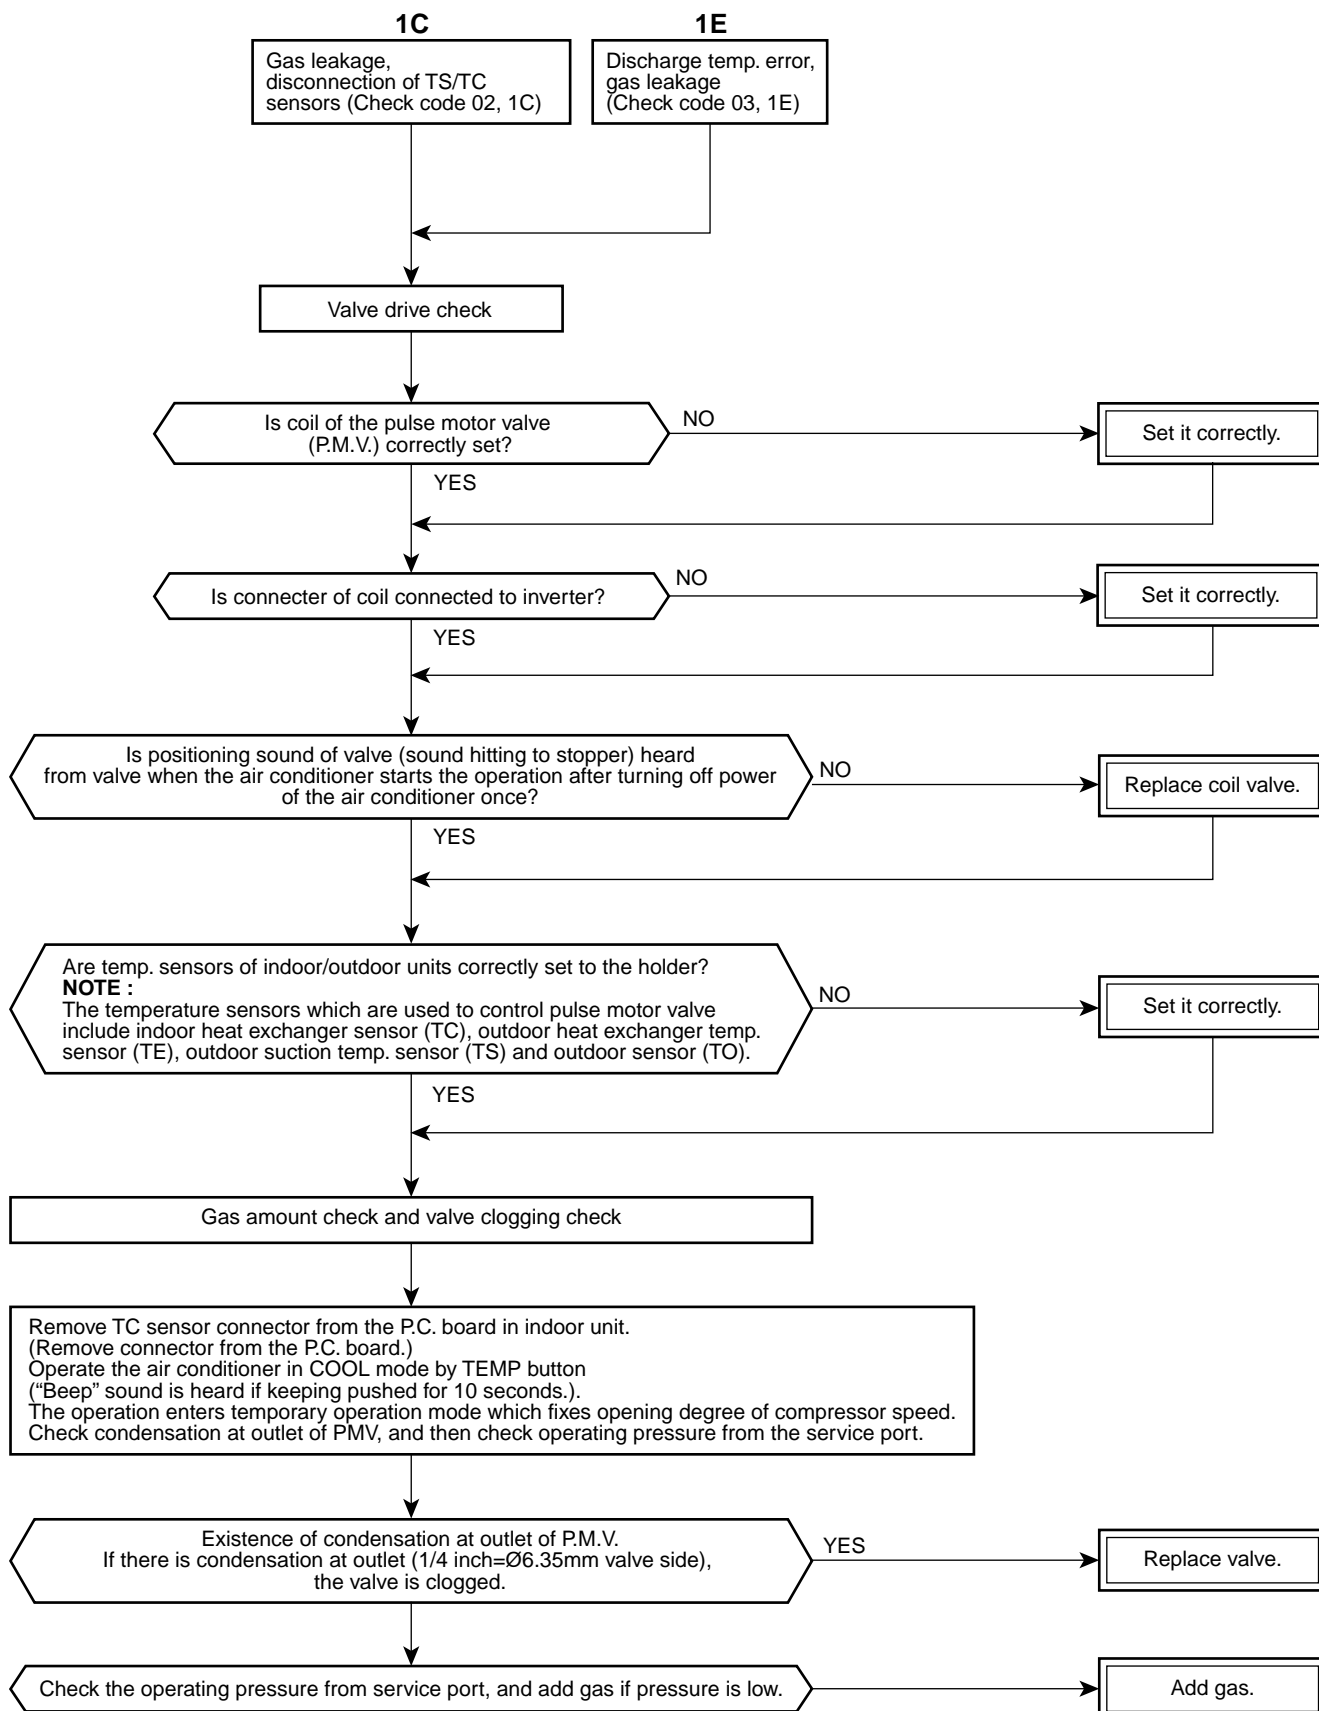 1C
Gas leakage,
disconnection of TS/TC
sensors (Check code 02, 1C)
1E
Discharge temp. error,
gas leakage
(Check code 03, 1E)
Valve drive check
Is coil of the pulse motor valve
(P.M.V.) correctly set?
NO
Set it correctly.
YES
Is connecter of coil connected to inverter?
NO
Set it correctly.
YES
Is positioning sound of valve (sound hitting to stopper) heard
from valve when the air conditioner starts the operation after turning off power
of the air conditioner once?
NO
Replace coil valve.
YES
Are temp. sensors of indoor/outdoor units correctly set to the holder?
NOTE :
The temperature sensors which are used to control pulse motor valve
include indoor heat exchanger sensor (TC), outdoor heat exchanger temp.
sensor (TE), outdoor suction temp. sensor (TS) and outdoor sensor (TO).
NO
Set it correctly.
YES
Gas amount check and valve clogging check
Remove TC sensor connector from the P.C. board in indoor unit.
(Remove connector from the P.C. board.)
Operate the air conditioner in COOL mode by TEMP button
(“Beep” sound is heard if keeping pushed for 10 seconds.).
The operation enters temporary operation mode which fixes opening degree of compressor speed.
Check condensation at outlet of PMV, and then check operating pressure from the service port.
Existence of condensation at outlet of P.M.V.
If there is condensation at outlet (1/4 inch=Ø6.35mm valve side),
the valve is clogged.
YES
Replace valve.
Check the operating pressure from service port, and add gas if pressure is low.
Add gas.